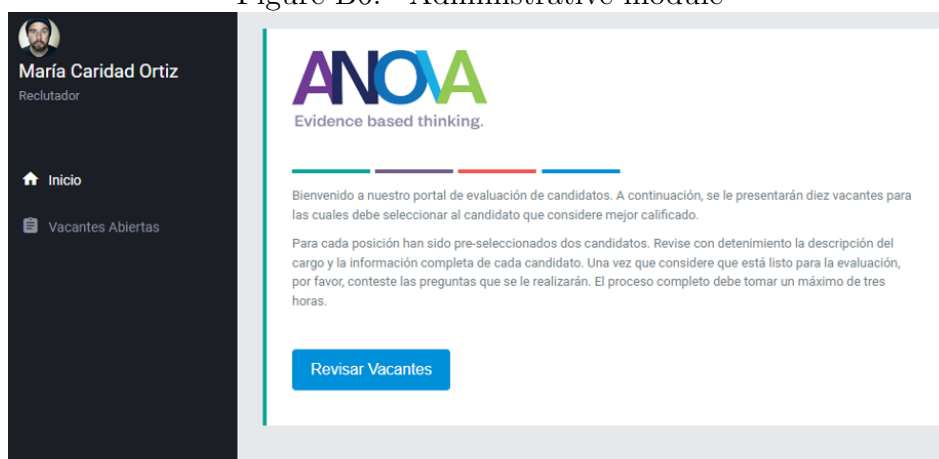 María Caridad Ortiz
Reclutador
Inicio
Vacantes Abiertas
ANOVA
Evidence based thinking.
Bienvenido a nuestro portal de evaluación de candidatos. A continuación, se le presentarán diez vacantes para
las cuales debe seleccionar al candidato que considere mejor calificado.
Para cada posición han sido pre-seleccionados dos candidatos. Revise con detenimiento la descripción del
cargo y la información completa de cada candidato. Una vez que considere que está listo para la evaluación,
por favor, conteste las preguntas que se le realizarán. El proceso completo debe tomar un máximo de tres
horas.
Revisar Vacantes